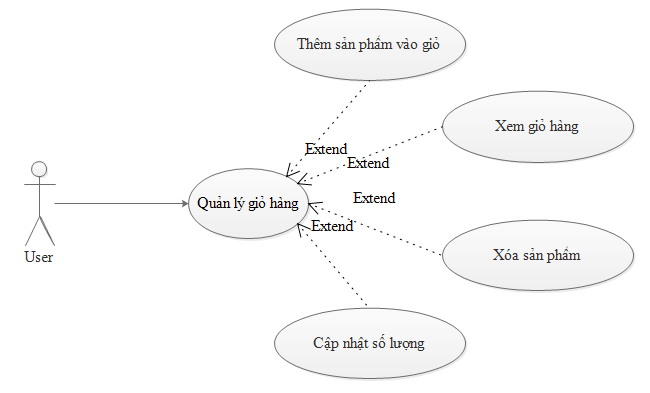 Thêm sản phẩm vào giỏ
Xem giỏ hàng
Extend
Extend
Extend
Quản lý giỏ hàng
Extend
User
Xóa sản phẩm
Cập nhật số lượng